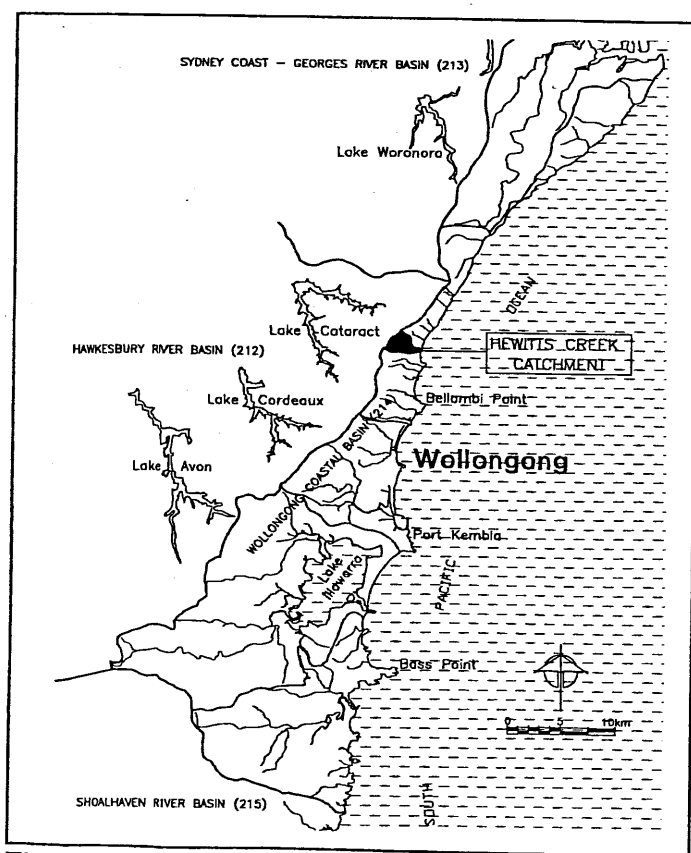 SYDNEY COAST – GEORGES RIVER BASIN (213)
Lake Woronora
OCEAN
Lake Cataract
HEWITTS CREEK
CATCHMENT
HAWKESBURY RIVER BASIN (212)
Lake Cordeaux
Bellambi Point
WOLLONGONG COASTAL BASIN (214)
Wollongong
Lake Avon
Port Kembla
Lake
Illawarra
PACIFIC
Bass Point
0 5 10km
SHOALHAVEN RIVER BASIN (215)
SOUTH